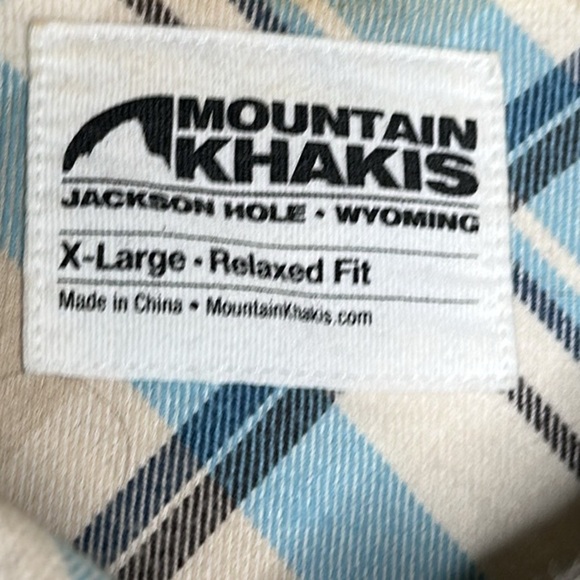 MOUNTAIN
KHAKIS
JACKSON HOLE • WYOMING
X-Large • Relaxed Fit
Made in China • MountainKhakis.com